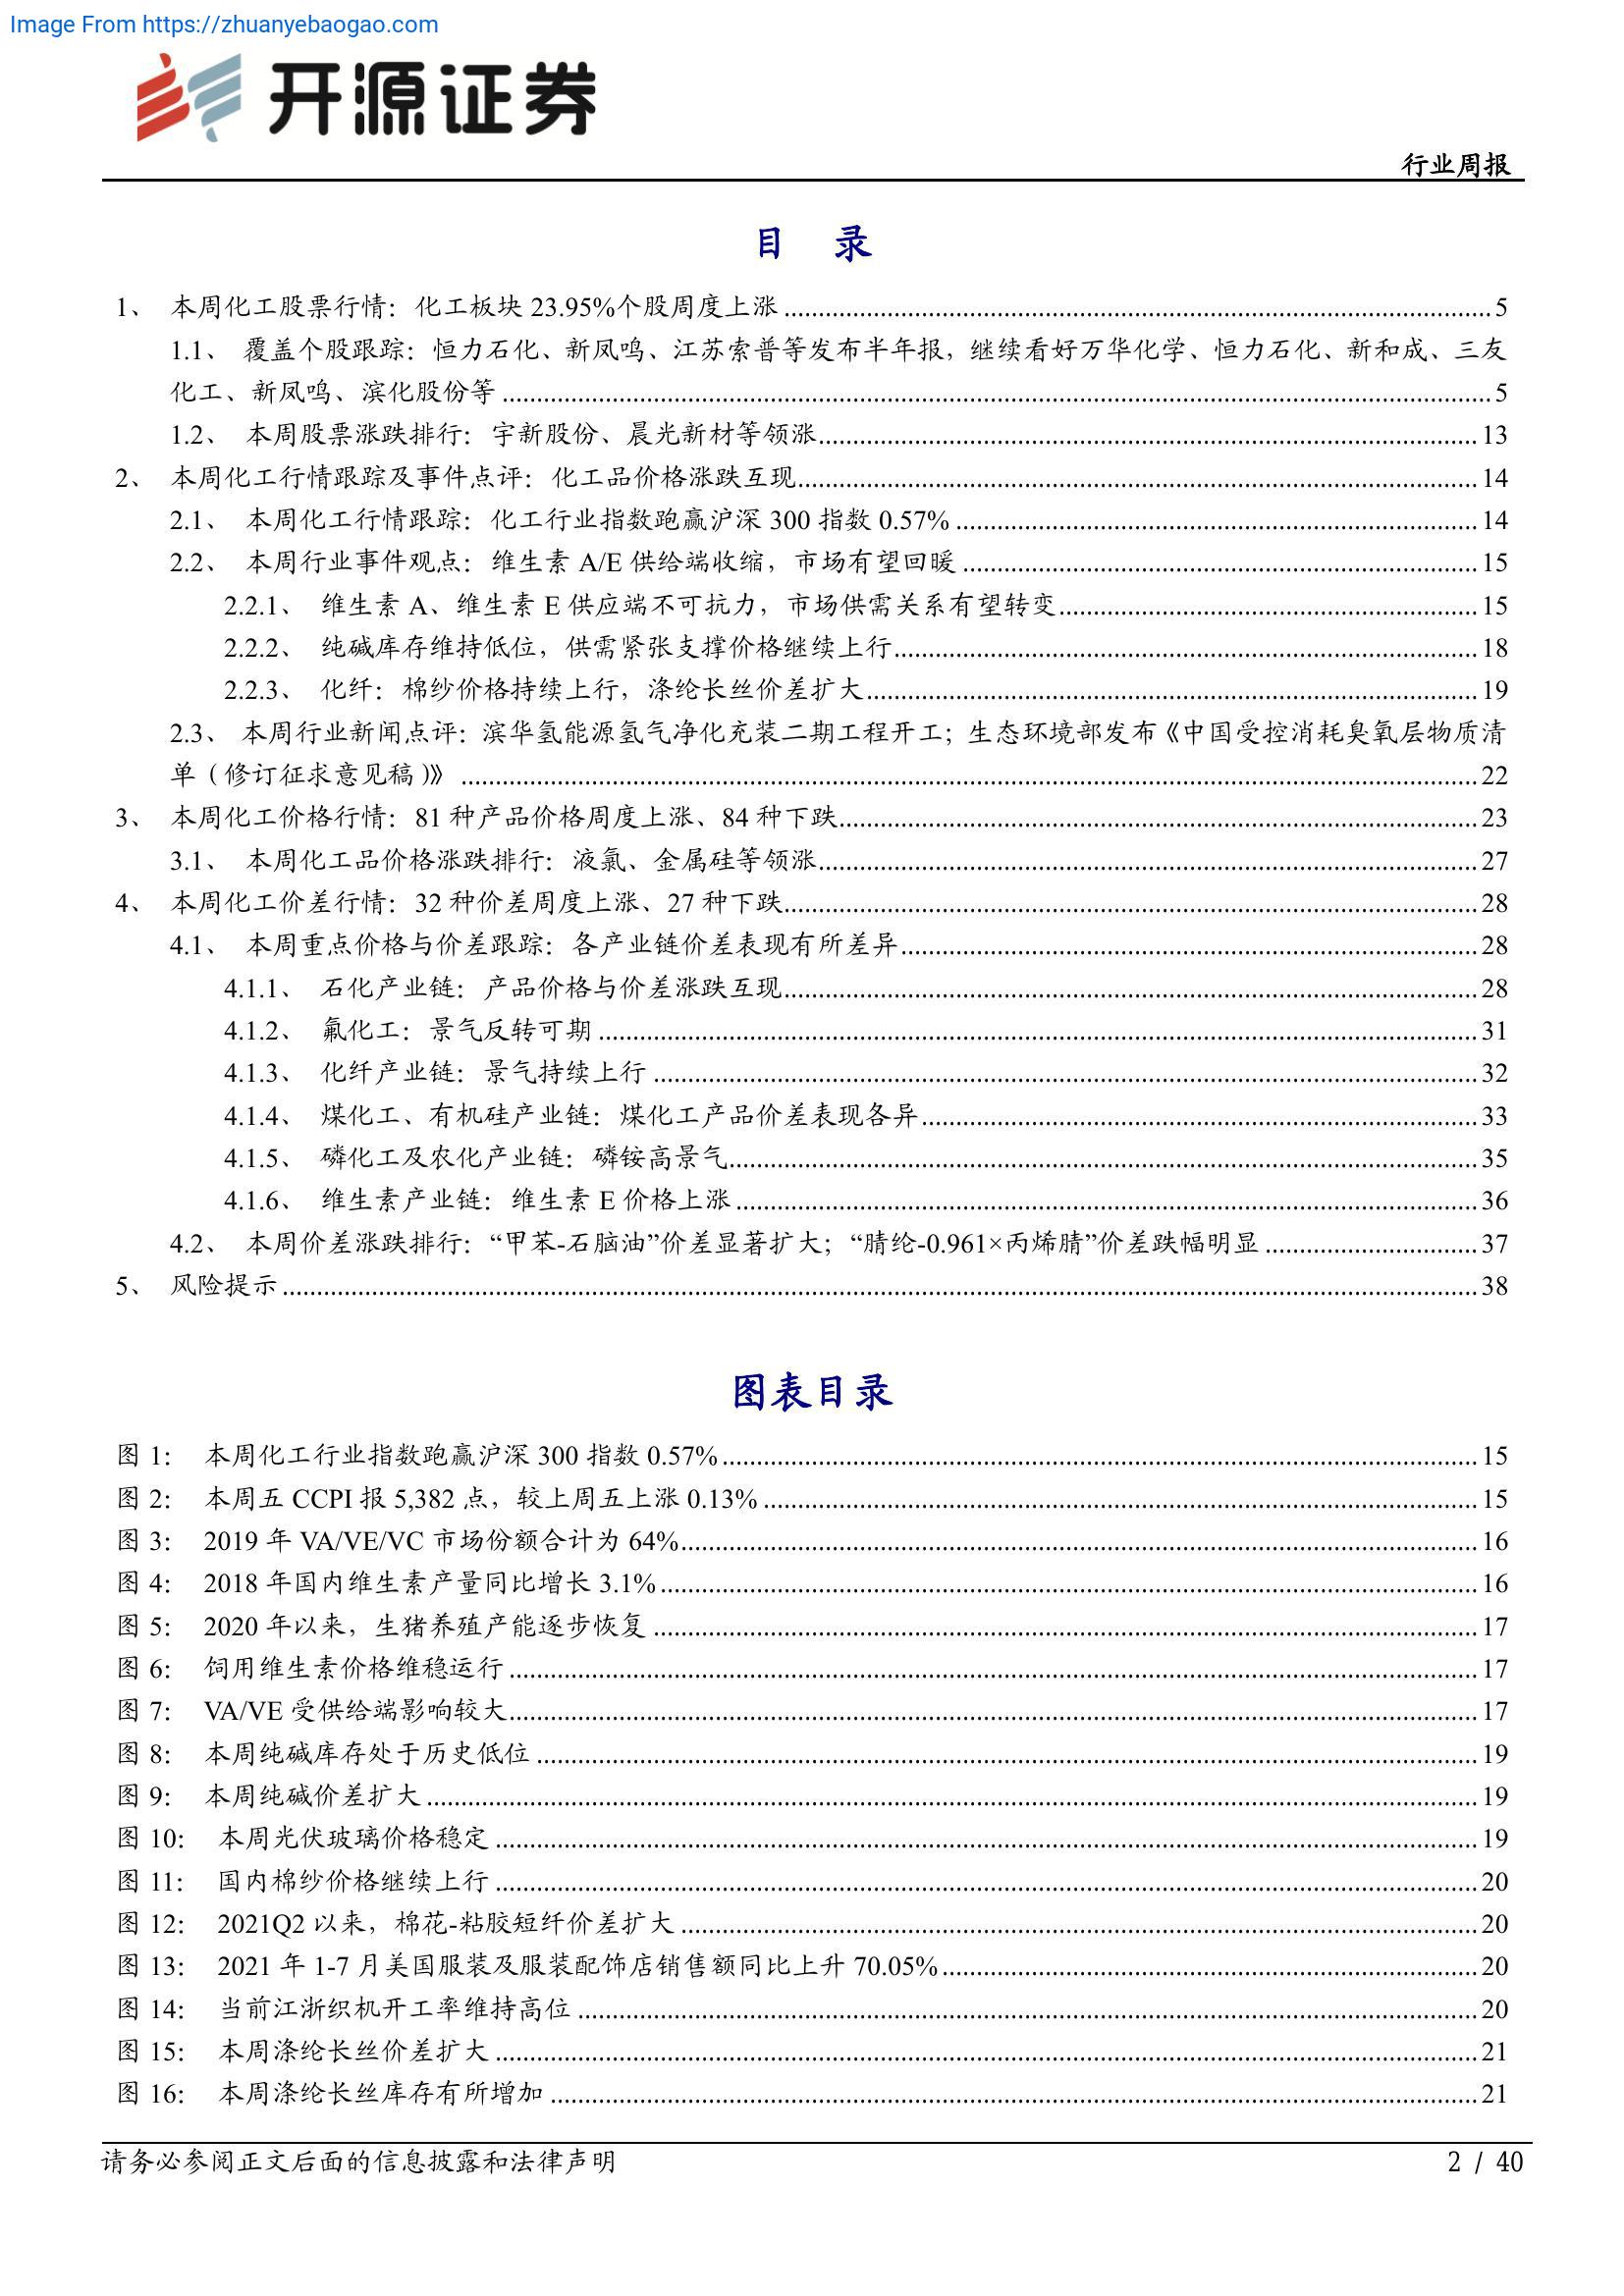 Image From https://zhuanyebaogao.com
开源证券
行业周报
目 录
1、 本周化工股票行情：化工板块 23.95%个股周度上涨 ........ 5
1.1、 覆盖个股跟踪：恒力石化、新凤鸣、江苏索普等发布半年报，继续看好万华化学、恒力石化、新和成、三友
化工、新凤鸣、滨化股份等 ........ 5
1.2、 本周股票涨跌排行：宇新股份、晨光新材等领涨........ 13
2、 本周化工行情跟踪及事件点评：化工品价格涨跌互现........ 14
2.1、 本周化工行情跟踪：化工行业指数跑赢沪深 300 指数 0.57% ........ 14
2.2、 本周行业事件观点：维生素 A/E 供给端收缩，市场有望回暖 ........ 15
2.2.1、 维生素 A、维生素 E 供应端不可抗力，市场供需关系有望转变........ 15
2.2.2、 纯碱库存维持低位，供需紧张支撑价格继续上行........ 18
2.2.3、 化纤：棉纱价格持续上行，涤纶长丝价差扩大........ 19
2.3、 本周行业新闻点评：滨华氢能源氢气净化充装二期工程开工；生态环境部发布《中国受控消耗臭氧层物质清
单（修订征求意见稿）》 ........ 22
3、 本周化工价格行情：81 种产品价格周度上涨、84 种下跌........ 23
3.1、 本周化工品价格涨跌排行：液氯、金属硅等领涨........ 27
4、 本周化工价差行情：32 种价差周度上涨、27 种下跌........ 28
4.1、 本周重点价格与价差跟踪：各产业链价差表现有所差异........ 28
4.1.1、 石化产业链：产品价格与价差涨跌互现........ 28
4.1.2、 氟化工：景气反转可期 ........ 31
4.1.3、 化纤产业链：景气持续上行 ........ 32
4.1.4、 煤化工、有机硅产业链：煤化工产品价差表现各异........ 33
4.1.5、 磷化工及农化产业链：磷铵高景气........ 35
4.1.6、 维生素产业链：维生素 E 价格上涨 ........ 36
4.2、 本周价差涨跌排行：“甲苯-石脑油”价差显著扩大；“腈纶-0.961×丙烯腈”价差跌幅明显 ........ 37
5、 风险提示 ........ 38
图表目录
图 1： 本周化工行业指数跑赢沪深 300 指数 0.57% ........ 15
图 2： 本周五 CCPI 报 5,382 点，较上周五上涨 0.13% ........ 15
图 3： 2019 年 VA/VE/VC 市场份额合计为 64%........ 16
图 4： 2018 年国内维生素产量同比增长 3.1% ........ 16
图 5： 2020 年以来，生猪养殖产能逐步恢复 ........ 17
图 6： 饲用维生素价格维稳运行 ........ 17
图 7： VA/VE 受供给端影响较大........ 17
图 8： 本周纯碱库存处于历史低位 ........ 19
图 9： 本周纯碱价差扩大 ........ 19
图 10： 本周光伏玻璃价格稳定 ........ 19
图 11： 国内棉纱价格继续上行 ........ 20
图 12： 2021Q2 以来，棉花-粘胶短纤价差扩大 ........ 20
图 13： 2021 年 1-7 月美国服装及服装配饰店销售额同比上升 70.05% ........ 20
图 14： 当前江浙织机开工率维持高位 ........ 20
图 15： 本周涤纶长丝价差扩大 ........ 21
图 16： 本周涤纶长丝库存有所增加 ........ 21
请务必参阅正文后面的信息披露和法律声明
2 / 40